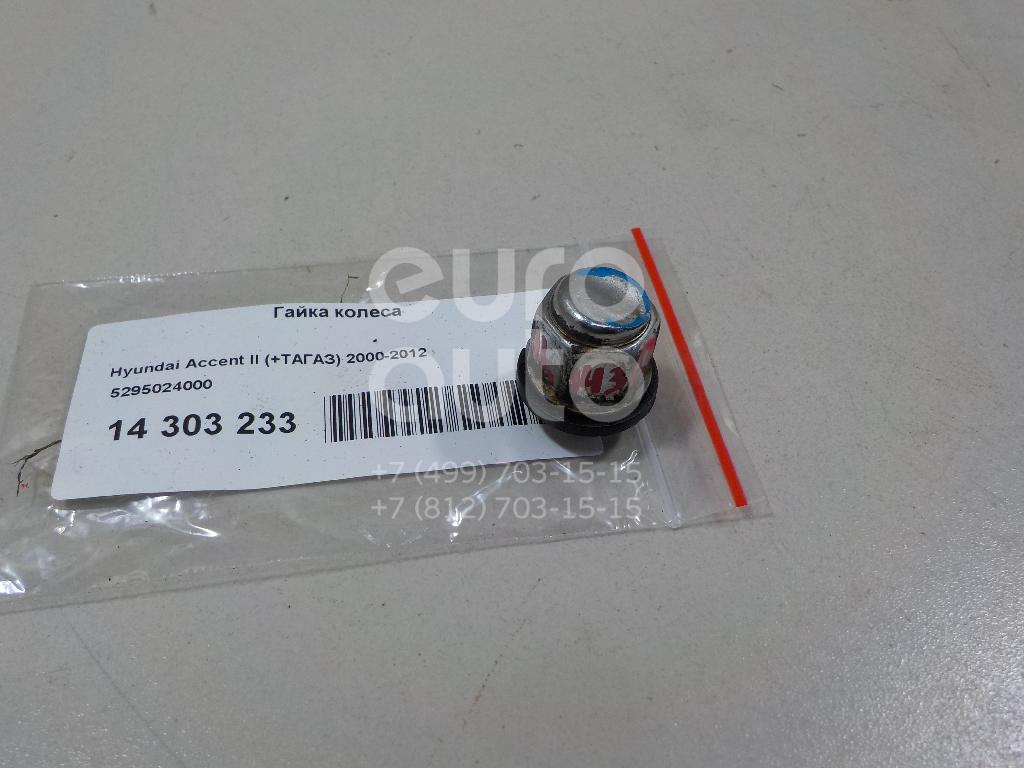 Гайка колеса
Hyundai Accent II (+ТАГАЗ) 2000-2012
5295024000
14 303 233
euro
auto
43
+7 (499) 703-15-15
+7 (812) 703-15-15